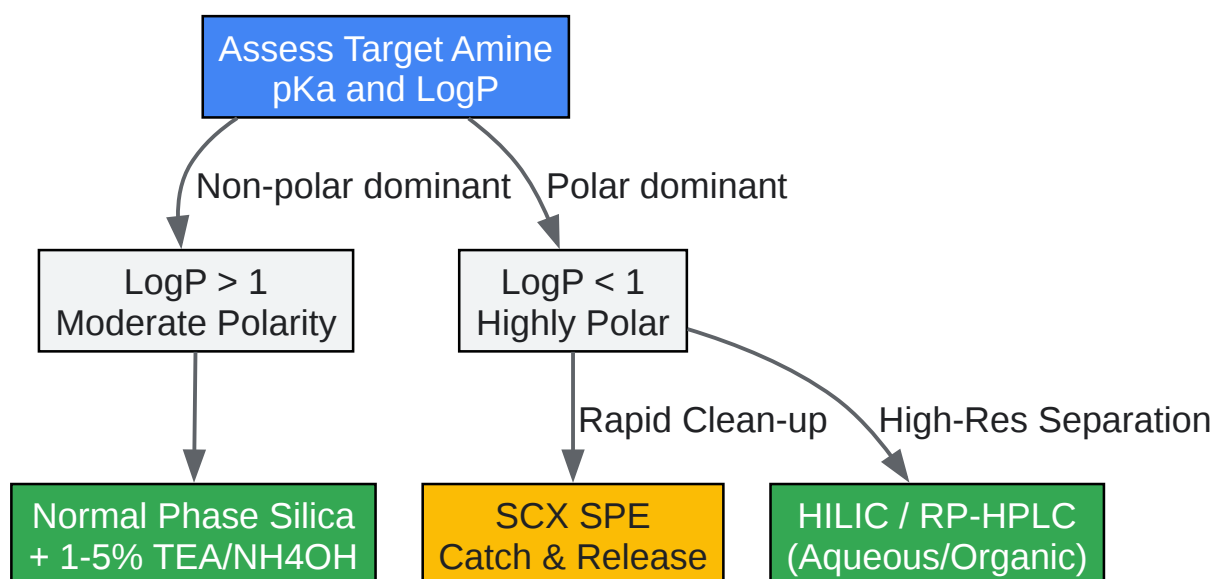 Assess Target Amine
pKa and LogP
Non-polar dominant
Polar dominant
LogP > 1
Moderate Polarity
LogP < 1
Highly Polar
Rapid Clean-up
High-Res Separation
Normal Phase Silica
+ 1-5% TEA/NH4OH
SCX SPE
Catch & Release
HILIC / RP-HPLC
(Aqueous/Organic)